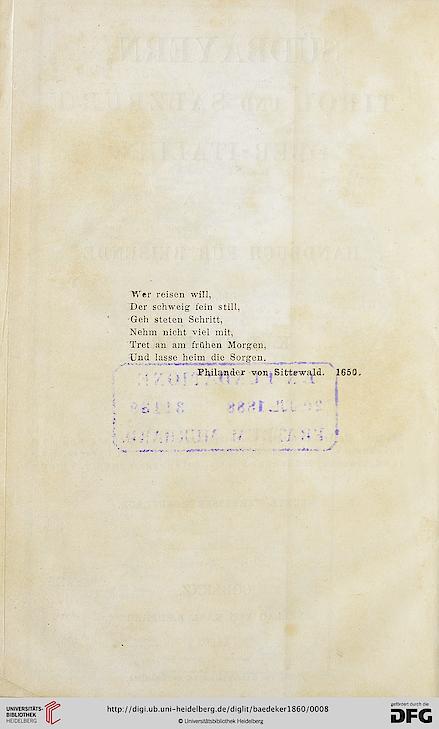 Wer reisen will,
Der schweig fein still,
Geh steten Schritt,
Nehm nicht viel mit,
Tret an am frühen Morgen,
Und lasse heim die Sorgen.
Philander von Sittewald. 1650.
UNIVERSITÄTS-
BIBLIOTHEK
HEIDELBERG
http://digi.ub.uni-heidelberg.de/diglit/baedeker1860/0008
© Universitätsbibliothek Heidelberg
gefördert durch die
DFG